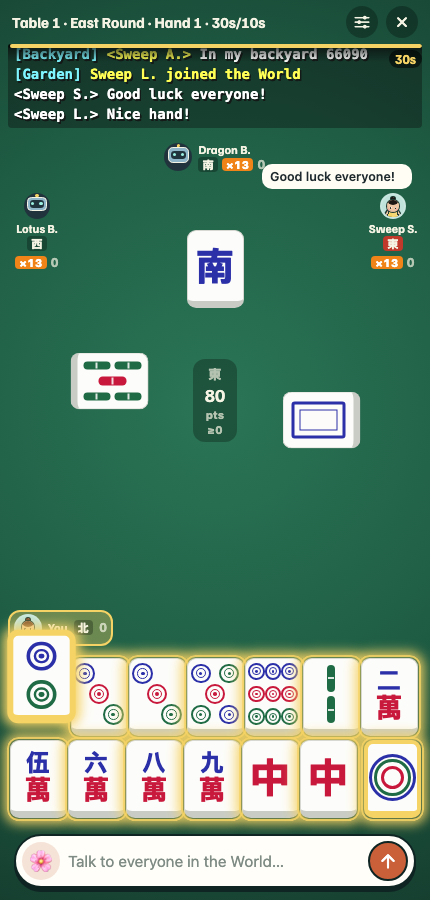 Table 1 · East Round · Hand 1 · 30s/10s
[Backyard] <Sweep A.> In my backyard 66090
30s
[Garden] Sweep L. joined the World
<Sweep S.> Good luck everyone!
<Sweep L.> Nice hand!
Dragon B.
南 ×13 0
Good luck everyone!
Lotus B.
西
×13 0
Sweep S.
東
×13 0
南
東
80
pts
≥0
You 北 0
二萬
伍萬 六萬 八萬 九萬 中 中
Talk to everyone in the World...